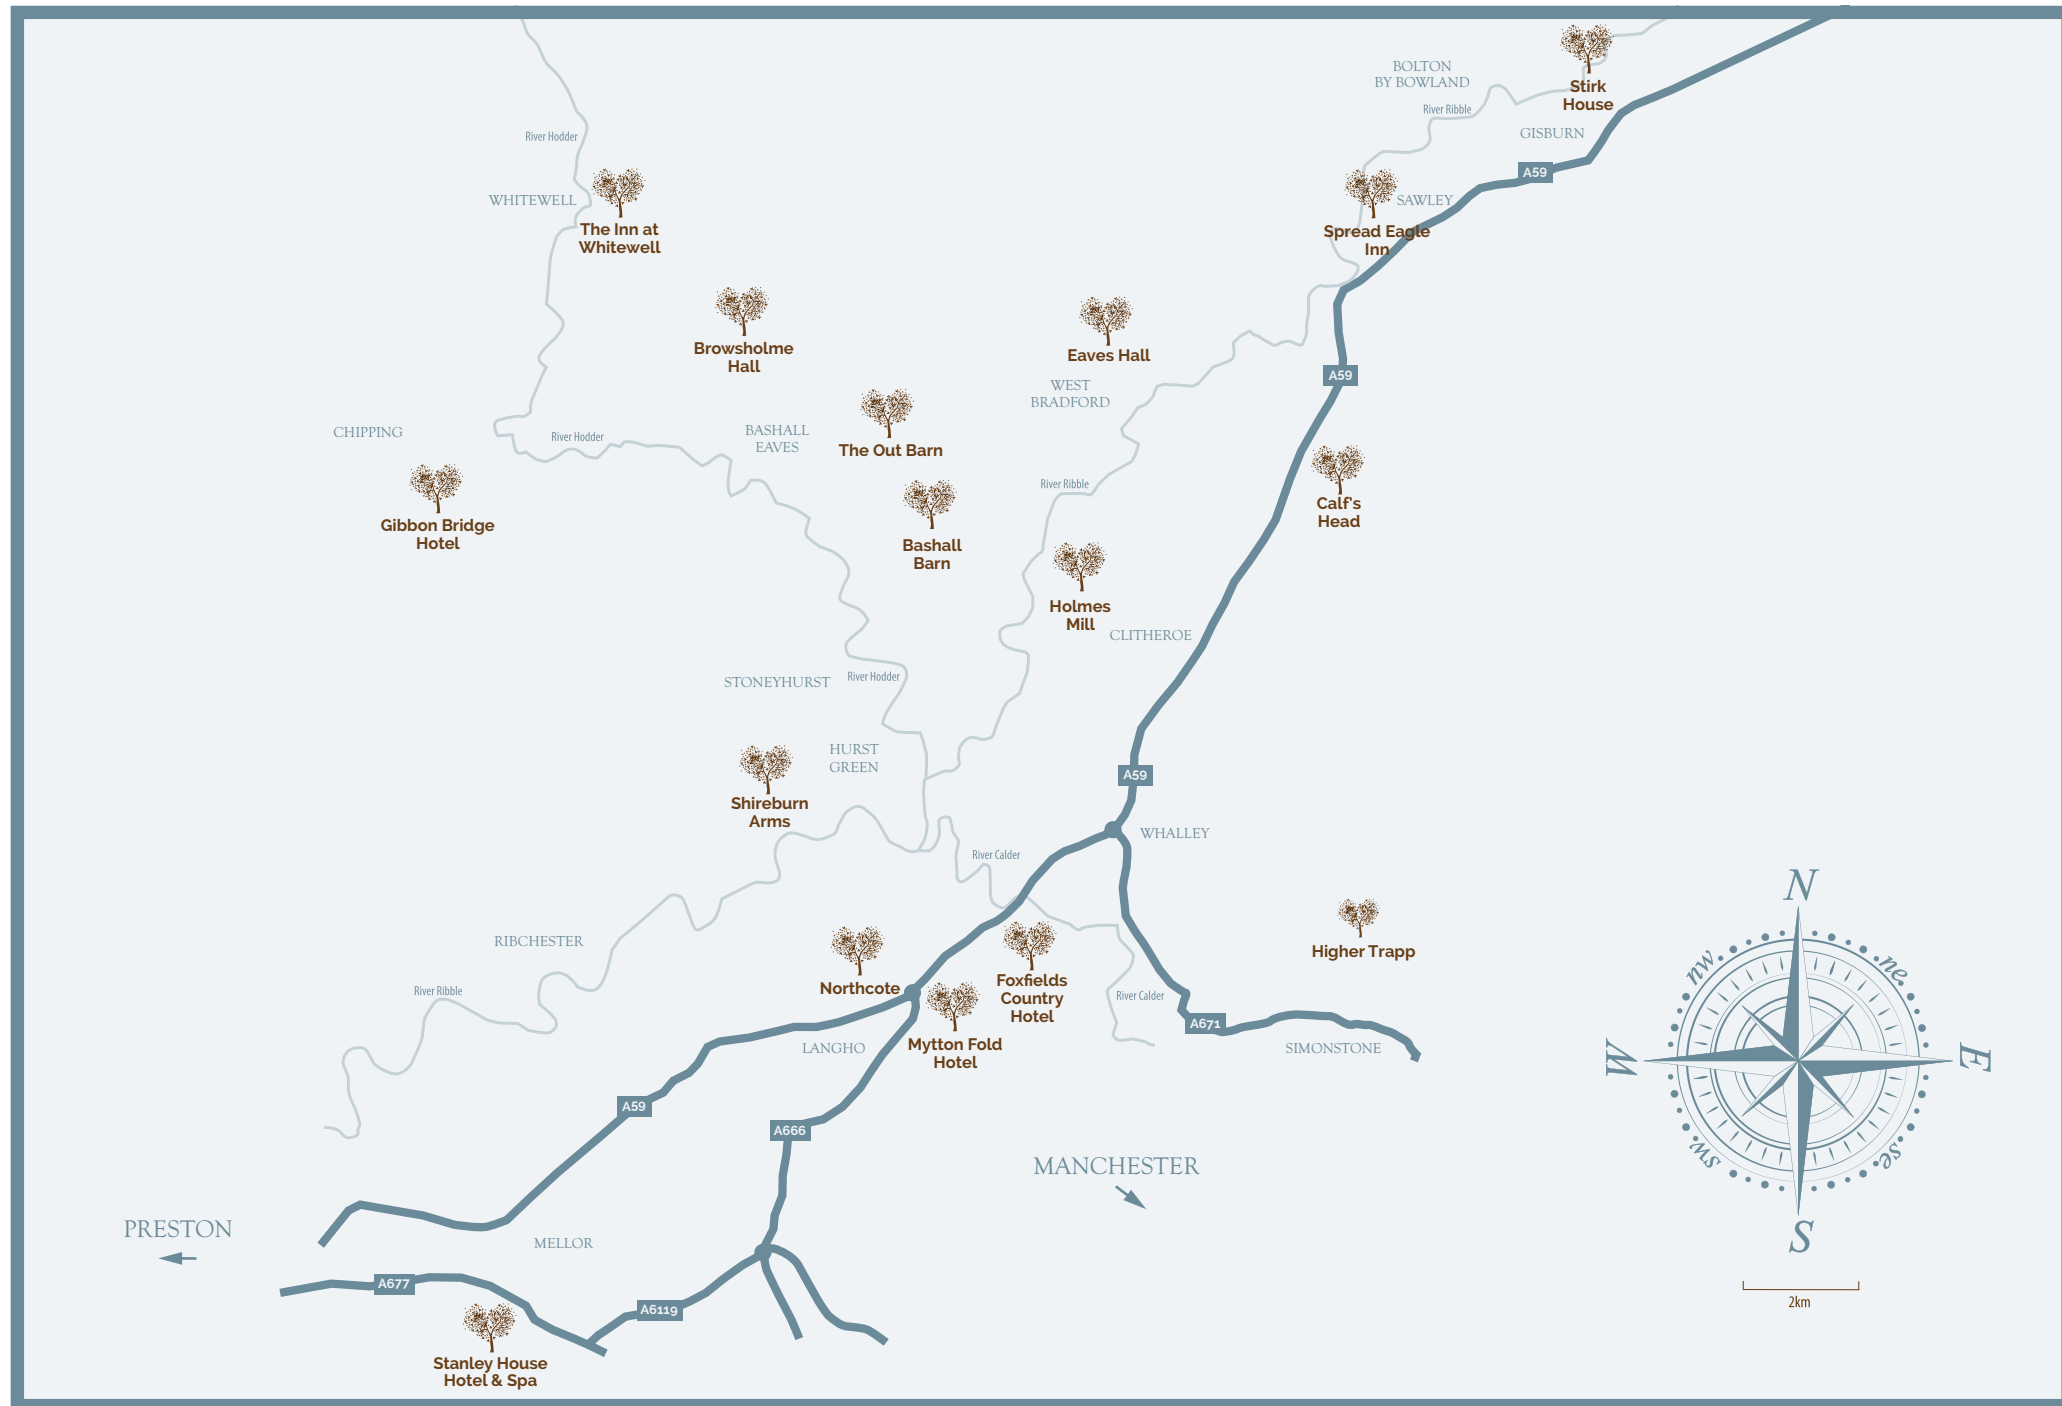 BOLTON
BY BOWLAND
Stirk
House
River Ribble
GISBURN
River Hodder
A59
WHITEWELL
SAWLEY
The Inn at
Whitewell
Spread Eagle
Inn
Browsholme
Hall
Eaves Hall
A59
WEST
BRADFORD
CHIPPING
River Hodder
BASHALL
EAVES
The Out Barn
River Ribble
Calf's
Head
Gibbon Bridge
Hotel
Bashall
Barn
Holmes
Mill
CLITHEROE
STONEYHURST
River Hodder
HURST
GREEN
A59
Shireburn
Arms
WHALLEY
River Calder
N
RIBCHESTER
Higher Trapp
nw
ne
River Ribble
Northcote
Foxfields
Country
Hotel
River Calder
A671
LANGHO
Mytton Fold
Hotel
SIMONSTONE
W
E
A59
A666
sw
se
MANCHESTER
PRESTON
MELLOR
S
A677
A6119
2km
Stanley House
Hotel & Spa